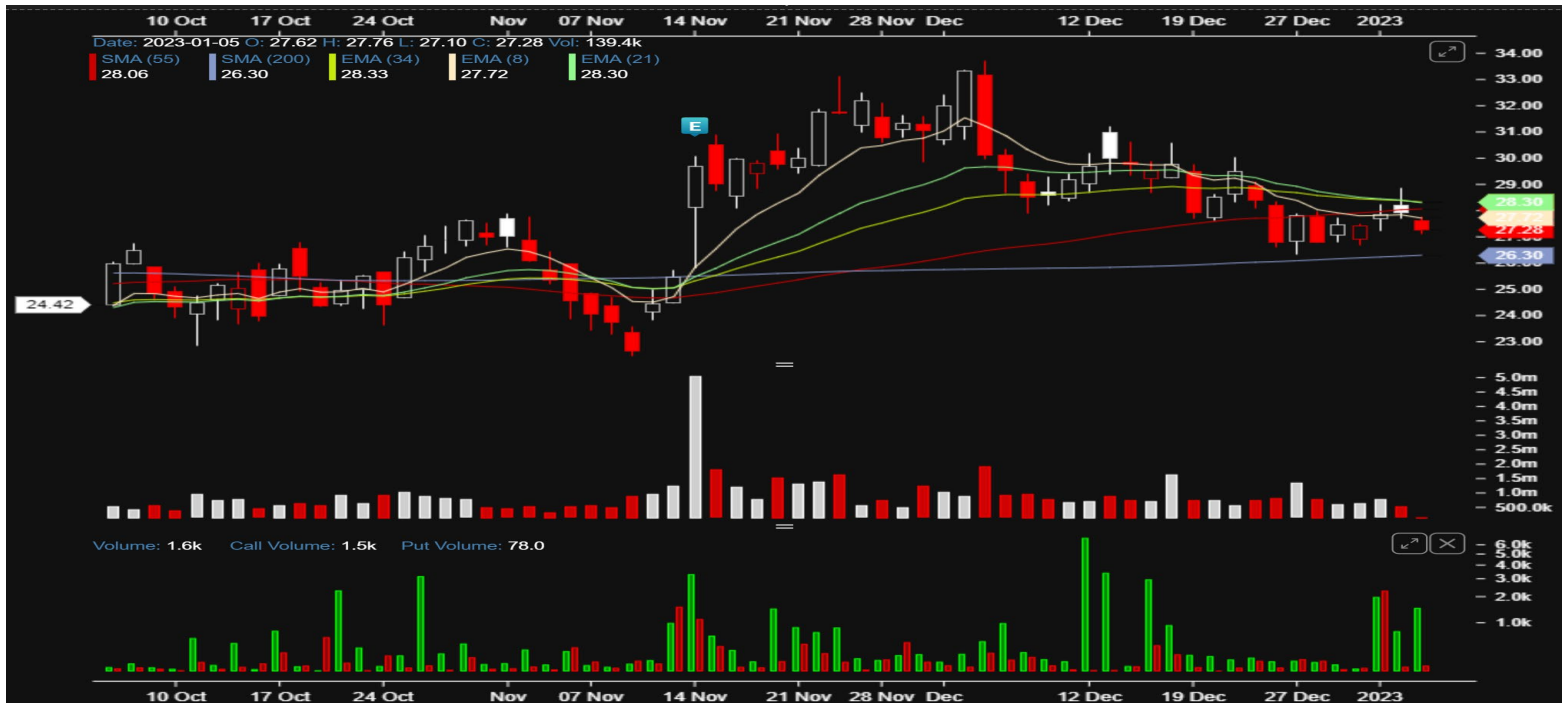 10 Oct 17 Oct 24 Oct Nov 07 Nov 14 Nov 21 Nov 28 Nov Dec 12 Dec 19 Dec 27 Dec 2023
Date: 2023-01-05 O: 27.62 H: 27.76 L: 27.10 C: 27.28 Vol: 139.4k
SMA (55) SMA (200) EMA (34) EMA (8) EMA (21)
28.06 26.30 28.33 27.72 28.30
34.00
33.00
32.00
E
31.00
30.00
29.00
28.30
27.72
27.28
27.00
26.30
26.00
25.00
24.42
24.00
23.00
5.0m
4.5m
4.0m
3.5m
3.0m
2.5m
2.0m
1.5m
1.0m
500.0k
Volume: 1.6k Call Volume: 1.5k Put Volume: 78.0
6.0k
5.0k
4.0k
3.0k
2.0k
1.0k
10 Oct 17 Oct 24 Oct Nov 07 Nov 14 Nov 21 Nov 28 Nov Dec 12 Dec 19 Dec 27 Dec 2023